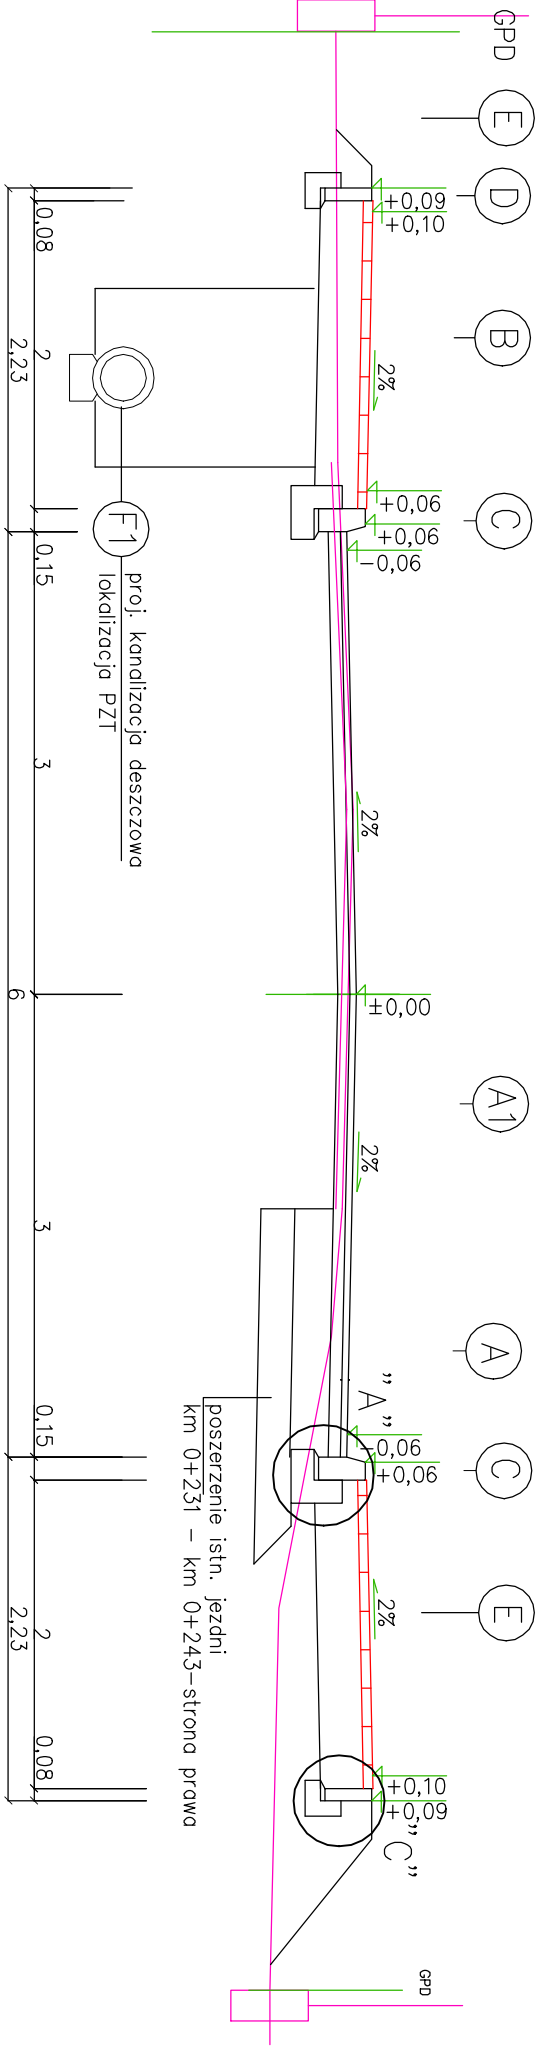 GPD
E
D
B
C
A1
A
C
E
+0,09
+0,10
2%
+0,06
+0,06
-0,06
2%
±0,00
2%
"A"
-0,06
+0,06
2%
+0,10
+0,09
"C"
GPD
F1
proj. kanalizacja deszczowa
lokalizacja PZT
poszerzenie istn. jezdni
km 0+231 - km 0+243-strona prawa
0,08
2
0,15
3
3
0,15
2
0,08
2,23
6
2,23